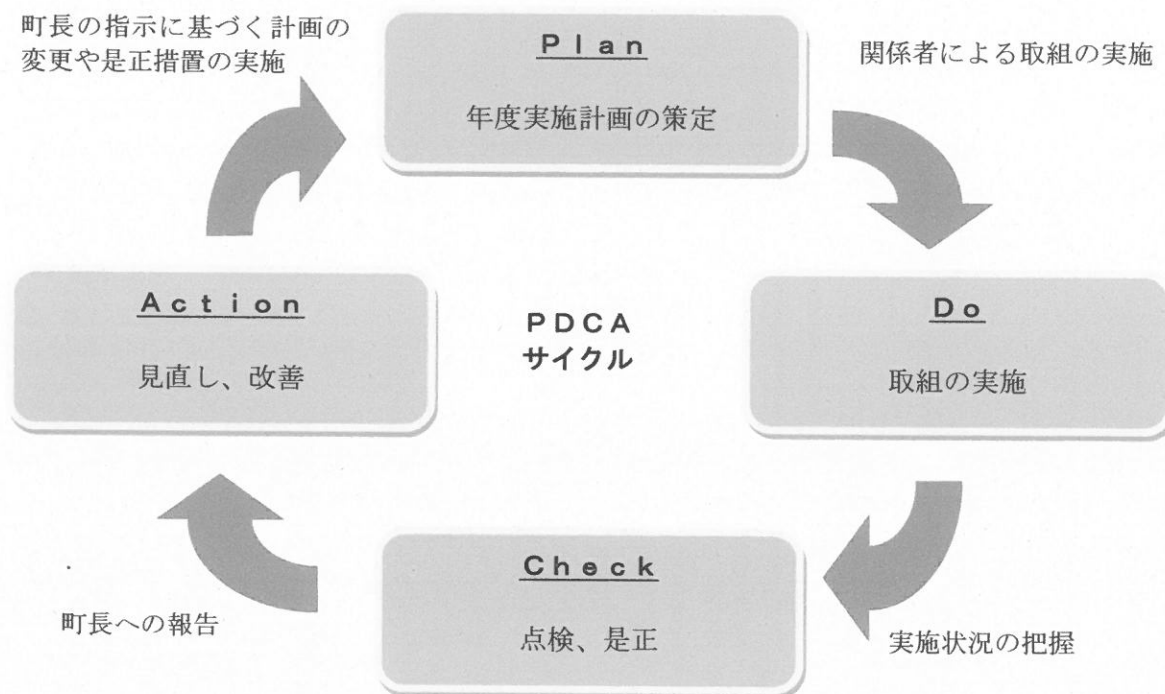 町長の指示に基づく計画の
変更や是正措置の実施
Plan
年度実施計画の策定
関係者による取組の実施
Action
見直し、改善
PDCA
サイクル
Do
取組の実施
Check
点検、是正
町長への報告
実施状況の把握